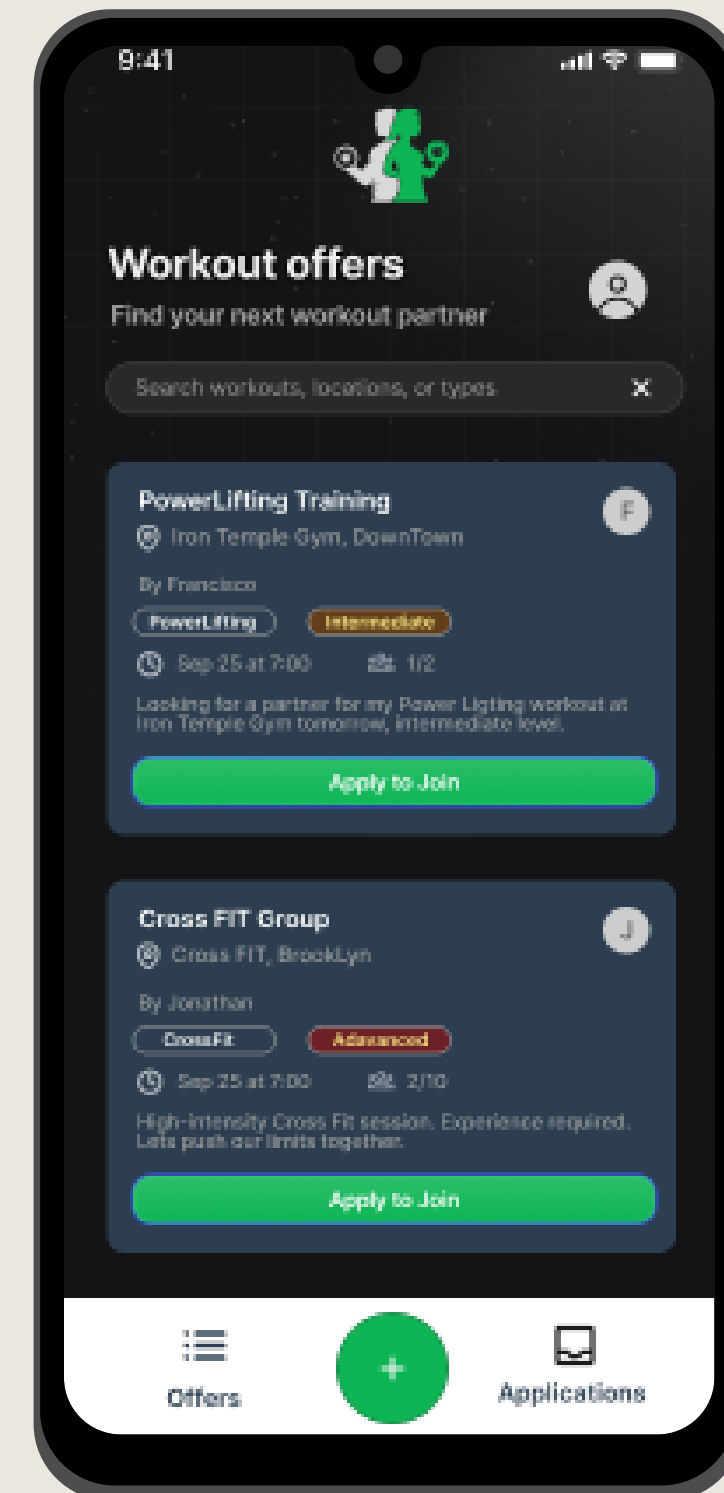 9:41
Workout offers
Find your next workout partner
Search workouts, locations, or types
PowerLifting Training
F
Iron Temple Gym, DownTown
By Francisco
PowerLifting Intermediate
Sep 25 at 7:00 1/2
Looking for a partner for my Power Ligting workout at
Iron Temple Gym tomorrow, intermediate level.
Apply to Join
Cross FIT Group
J
Cross FIT, BrookLyn
By Jonathan
CrossFit Adavanced
Sep 25 at 7:00 2/10
High-intensity Cross Fit session. Experience required.
Lets push our limits together.
Apply to Join
+
Offers Applications